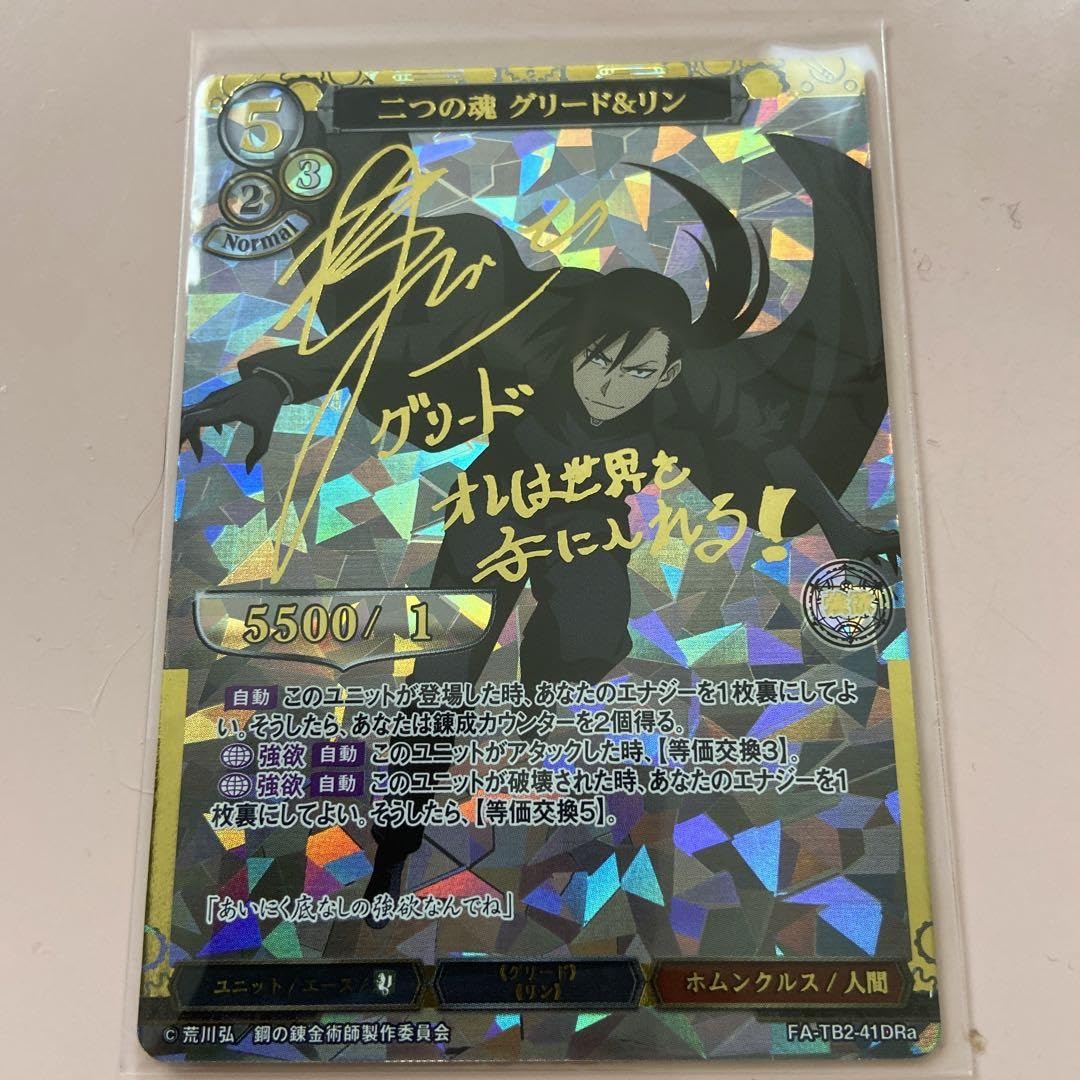 二つの魂 グリード&リン
5
3
2
Normal
グリード
オレは世界を
手に入れる!
5500/ 1
強欲
自動 このユニットが登場した時、あなたのエナジーを1枚裏にしてよ
い。そうしたら、あなたは錬成カウンターを2個得る。
強欲 自動 このユニットがアタックした時、【等価交換3】。
強欲 自動 このユニットが破壊された時、あなたのエナジーを1
枚裏にしてよい。そうしたら、【等価交換5】。
「あいにく底なしの強欲なんでね」
ユニット / エース /
《グリード》
《リン》
ホムンクルス / 人間
© 荒川弘／鋼の錬金術師製作委員会
FA-TB2-41DRa